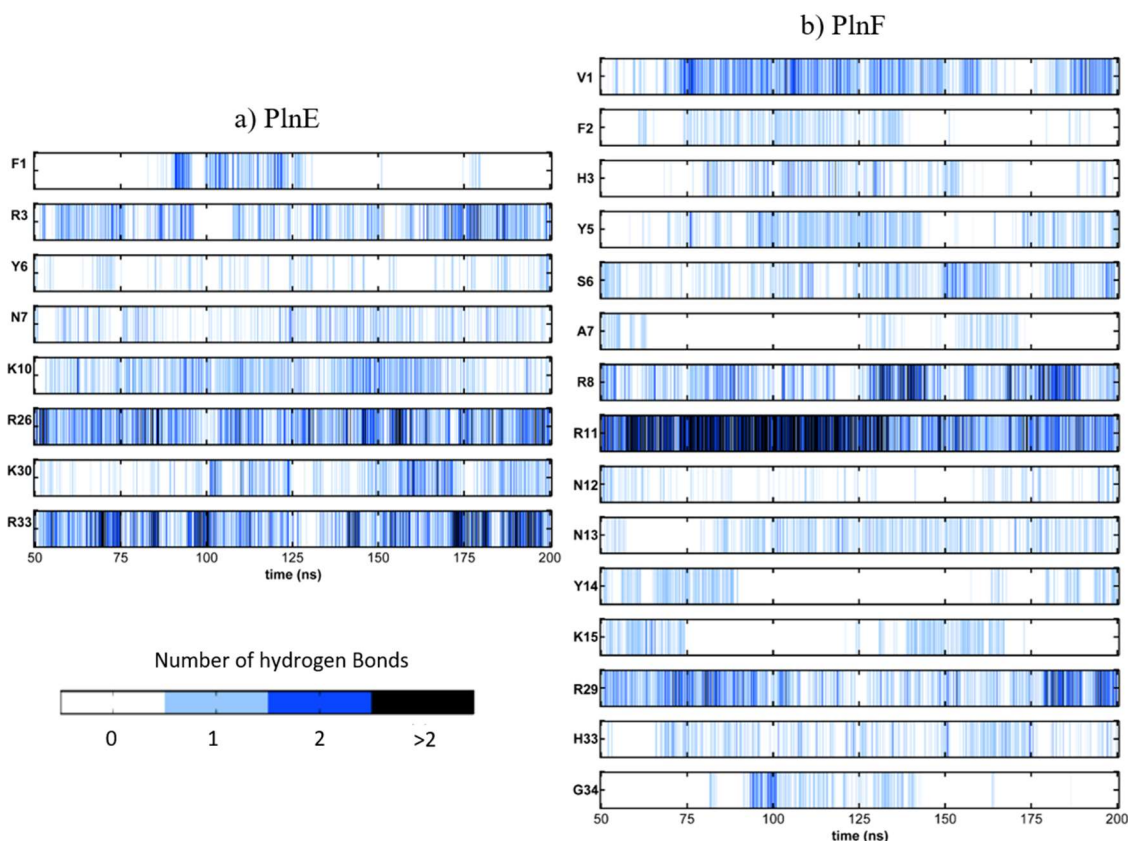 a) PlnE
F1
R3
Y6
N7
K10
R26
K30
R33
50 75 100 125 150 175 200
time (ns)
Number of hydrogen Bonds
0 1 2 >2
b) PlnF
V1
F2
H3
Y5
S6
A7
R8
R11
N12
N13
Y14
K15
R29
H33
G34
50 75 100 125 150 175 200
time (ns)